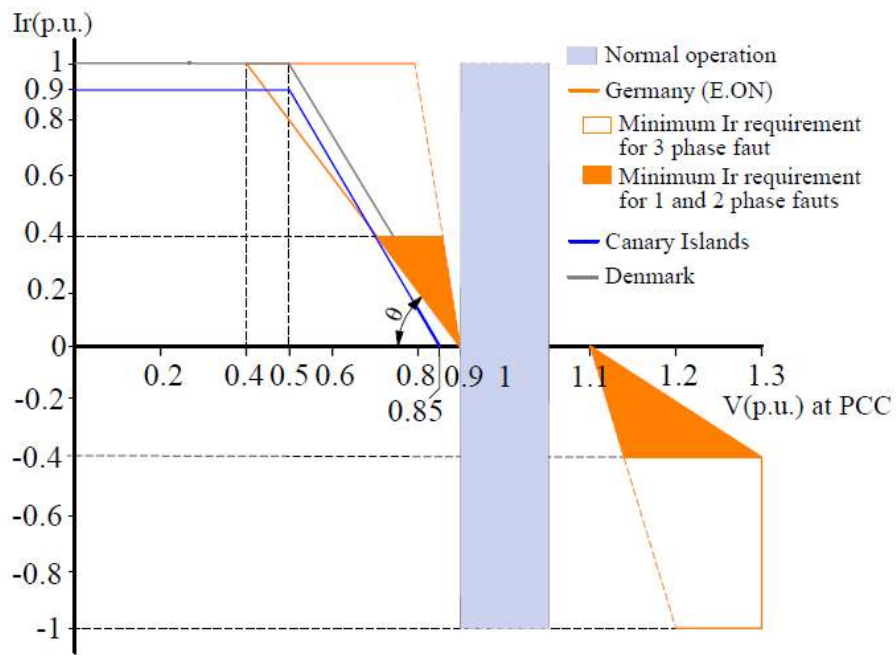 Ir(p.u.)
1
0.9
0.8
0.6
0.4
0.2
0
-0.2
-0.4
-0.6
-0.8
-1
θ
0.2
0.4
0.5
0.6
0.8
0.85
0.9
1
1.1
1.2
1.3
V(p.u.) at PCC
Normal operation
Germany (E.ON)
Minimum Ir requirement
for 3 phase faut
Minimum Ir requirement
for 1 and 2 phase fauts
Canary Islands
Denmark